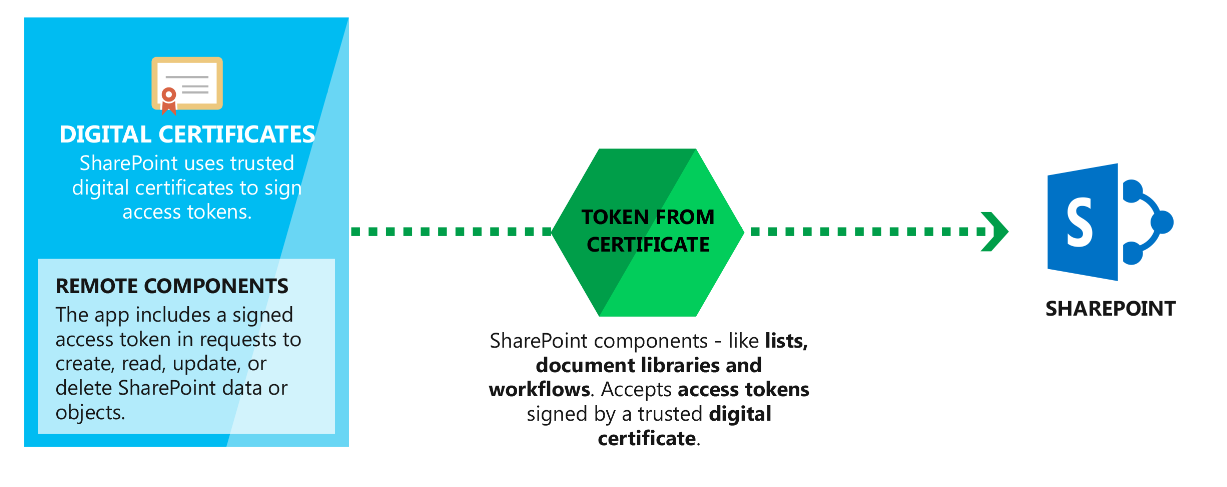 DIGITAL CERTIFICATES
SharePoint uses trusted
digital certificates to sign
access tokens.
REMOTE COMPONENTS
The app includes a signed
access token in requests to
create, read, update, or
delete SharePoint data or
objects.
TOKEN FROM
CERTIFICATE
SharePoint components - like lists,
document libraries and
workflows. Accepts access tokens
signed by a trusted digital
certificate.
S
SHAREPOINT